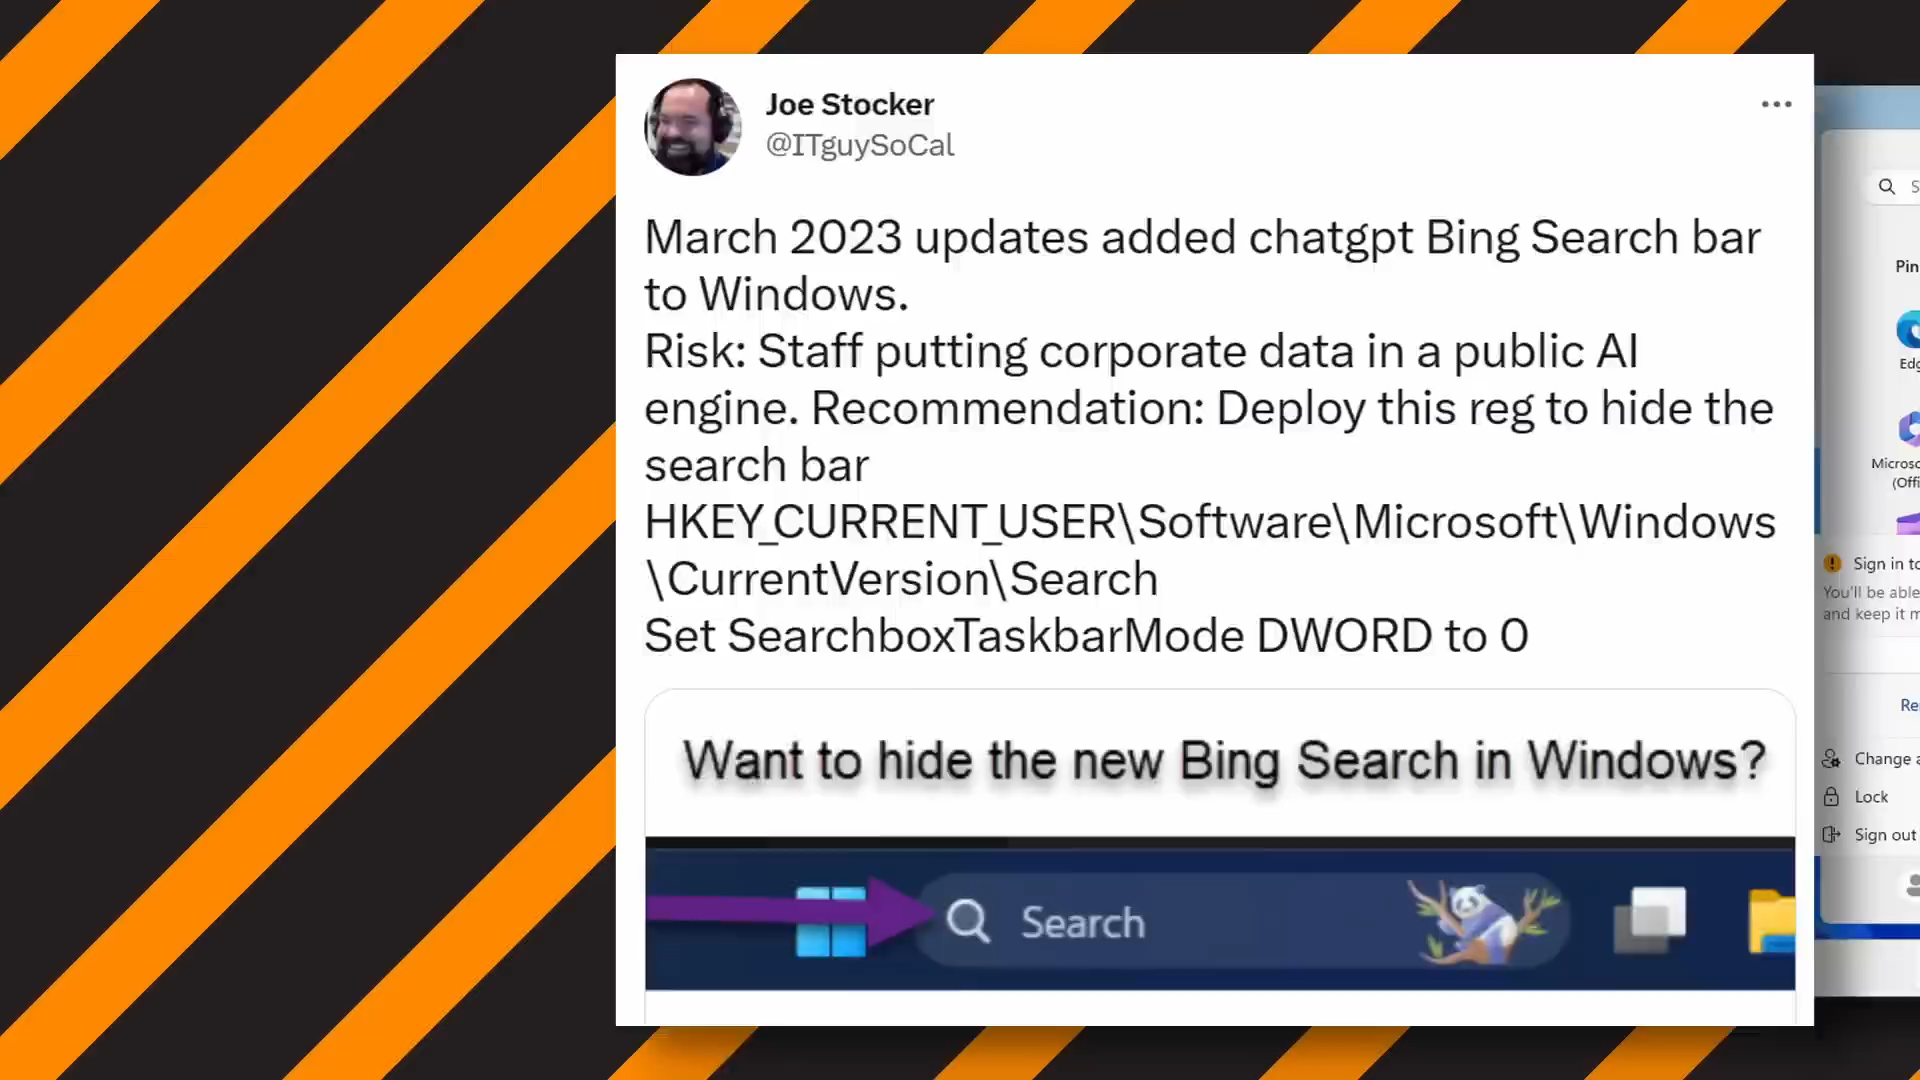 Joe Stocker
@ITguySoCal
March 2023 updates added chatgpt Bing Search bar
to Windows.
Risk: Staff putting corporate data in a public AI
engine. Recommendation: Deploy this reg to hide the
search bar
HKEY_CURRENT_USER\Software\Microsoft\Windows
\CurrentVersion\Search
Set SearchboxTaskbarMode DWORD to 0
Want to hide the new Bing Search in Windows?
Search
Pin
Edg
Microso
(Offi
Sign in to
You'll be able
and keep it m
Re
Change a
Lock
Sign out